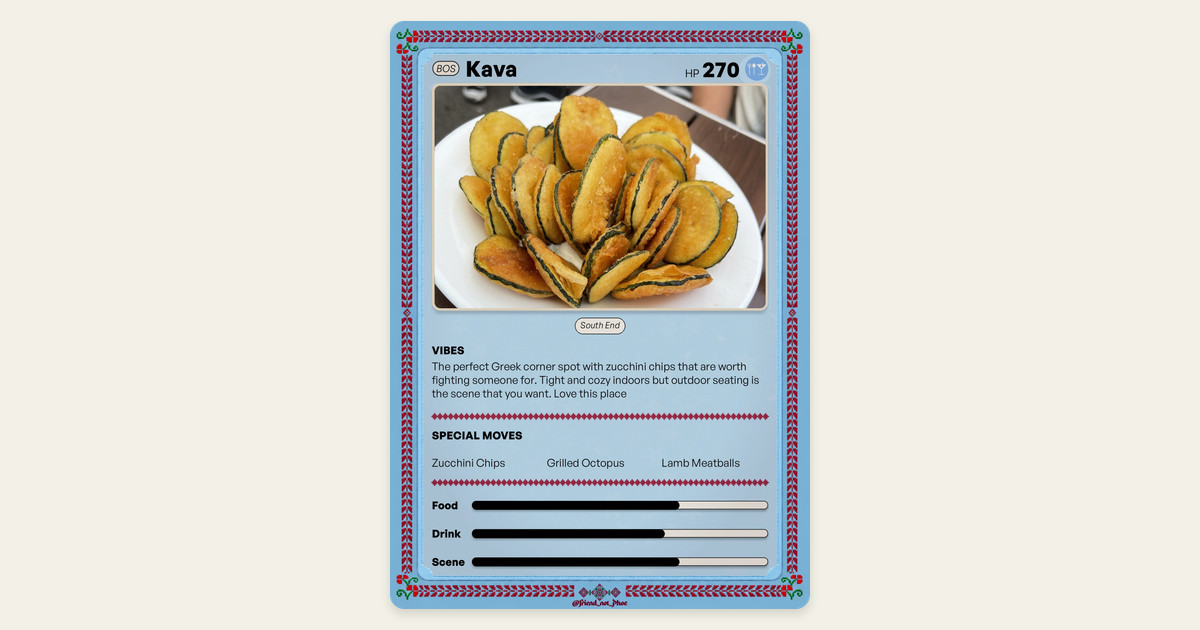 BOS Kava HP 270
South End
VIBES
The perfect Greek corner spot with zucchini chips that are worth
fighting someone for. Tight and cozy indoors but outdoor seating is
the scene that you want. Love this place
SPECIAL MOVES
Zucchini Chips Grilled Octopus Lamb Meatballs
Food
Drink
Scene
@friend_not_phoe